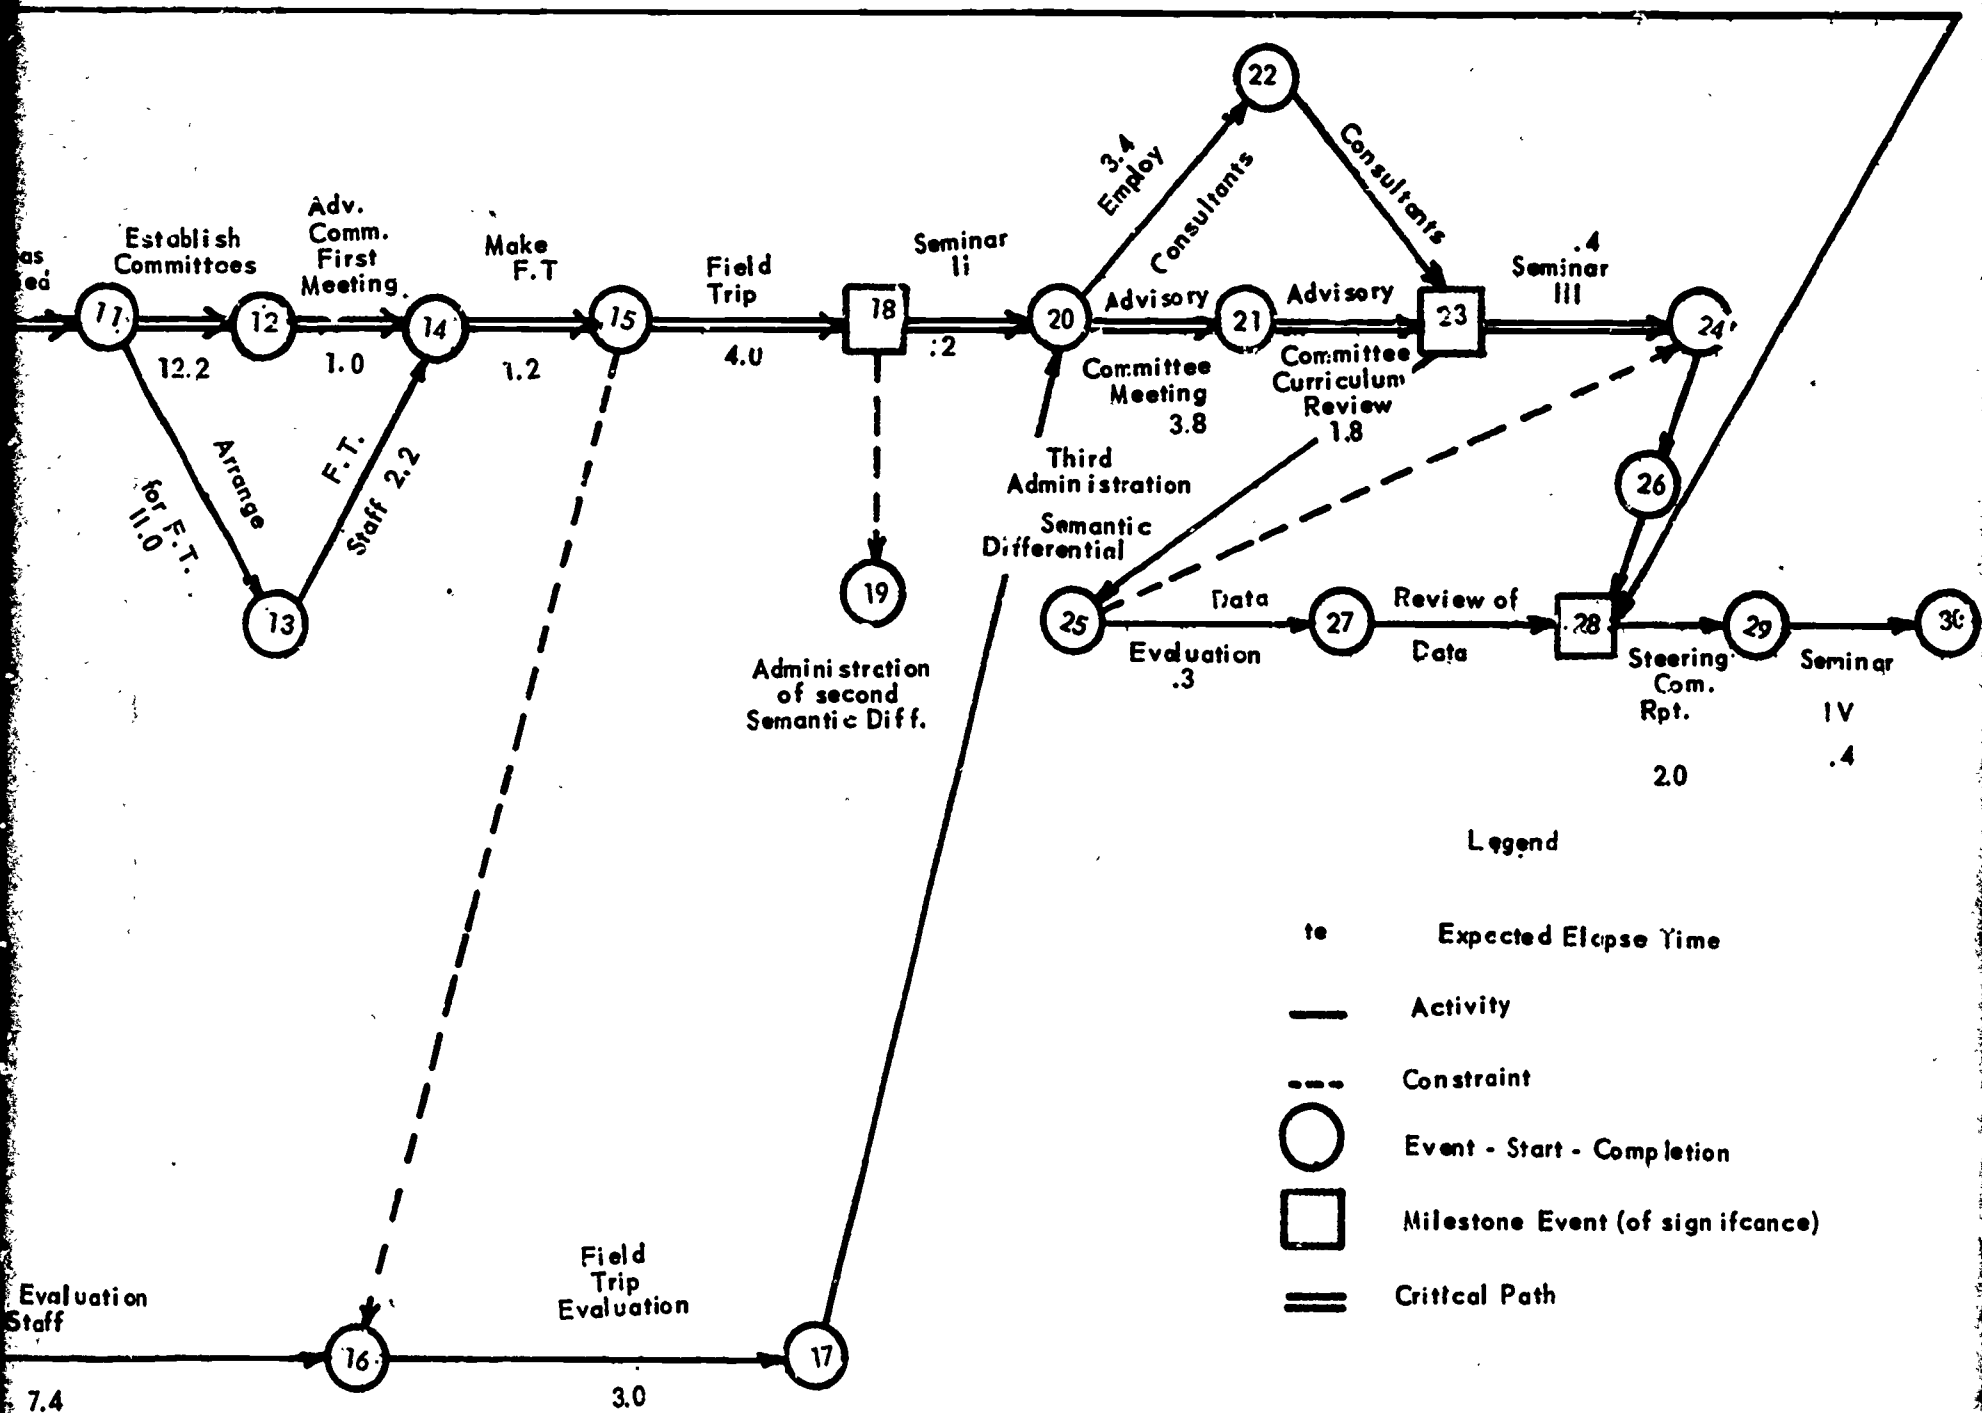 22
3.4
Employ
Consultants
Consultants
as
Establish
Committoes
Adv.
Comm.
First
Meeting
Make
F.T
Field
Trip
Seminar
Ii
Advisory
Advisory
.4
Seminar
III
11
12
14
15
18
20
21
23
24
12.2
1.0
1.2
4.0
.2
Committee
Meeting
3.8
Committee
Curriculum
Review
1.8
Arrange
for F.T.
11.0
F.T.
Staff 2.2
Third
Administration
Semantic
Differential
26
13
19
25
Data
Evaluation
.3
27
Review of
Data
28
Steering
Com.
Rpt.
2.0
29
Seminar
IV
.4
30
Administration
of second
Semantic Diff.
Legend
te Expected Elapse Time
Activity
Constraint
Event - Start - Completion
Milestone Event (of signifcance)
Critical Path
Evaluation
Staff
7.4
16
Field
Trip
Evaluation
3.0
17